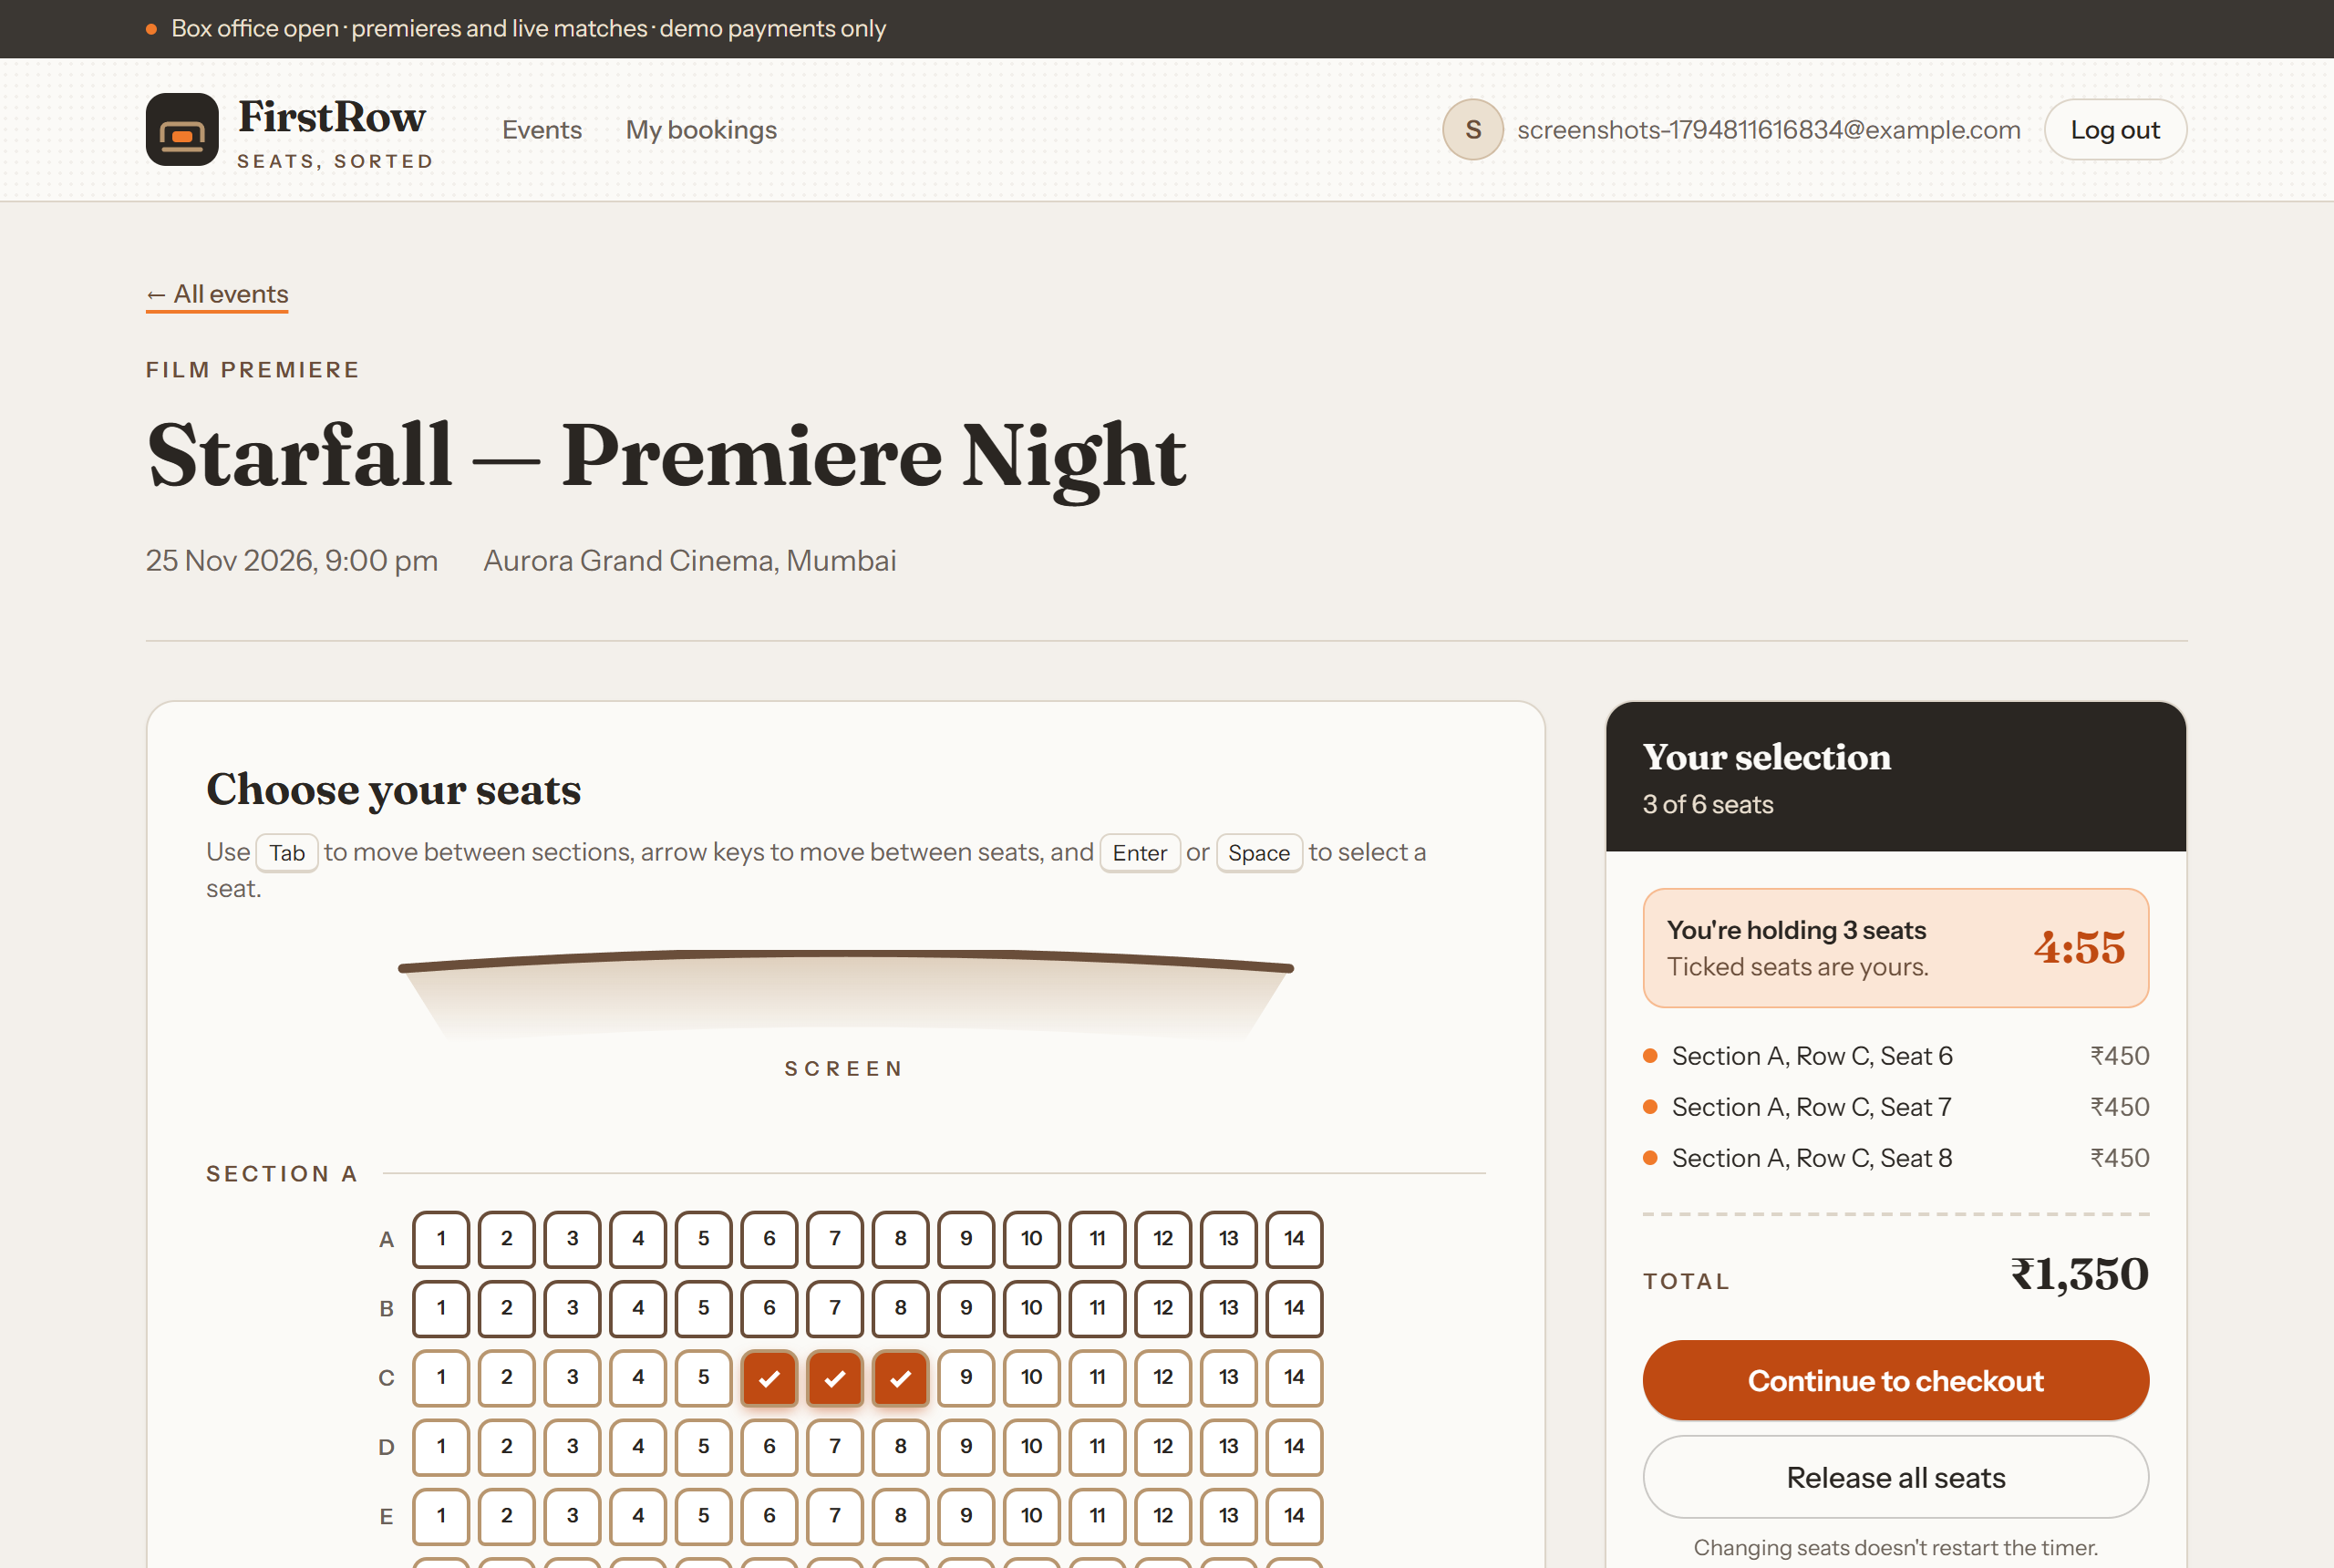 Box office open · premieres and live matches · demo payments only
FirstRow
SEATS, SORTED
Events
My bookings
S
screenshots-1794811616834@example.com
Log out
← All events
FILM PREMIERE
Starfall — Premiere Night
25 Nov 2026, 9:00 pm
Aurora Grand Cinema, Mumbai
Choose your seats
Use Tab to move between sections, arrow keys to move between seats, and Enter or Space to select a
seat.
SCREEN
SECTION A
A 1 2 3 4 5 6 7 8 9 10 11 12 13 14
B 1 2 3 4 5 6 7 8 9 10 11 12 13 14
C 1 2 3 4 5 9 10 11 12 13 14
D 1 2 3 4 5 6 7 8 9 10 11 12 13 14
E 1 2 3 4 5 6 7 8 9 10 11 12 13 14
Your selection
3 of 6 seats
You're holding 3 seats
Ticked seats are yours.
4:55
Section A, Row C, Seat 6 ₹450
Section A, Row C, Seat 7 ₹450
Section A, Row C, Seat 8 ₹450
TOTAL ₹1,350
Continue to checkout
Release all seats
Changing seats doesn't restart the timer.